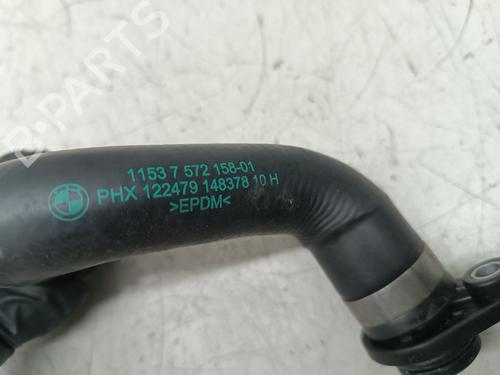 B-PARTS
1153 7 572 158-01
PHX 122479 148378 10 H
>EPDM<